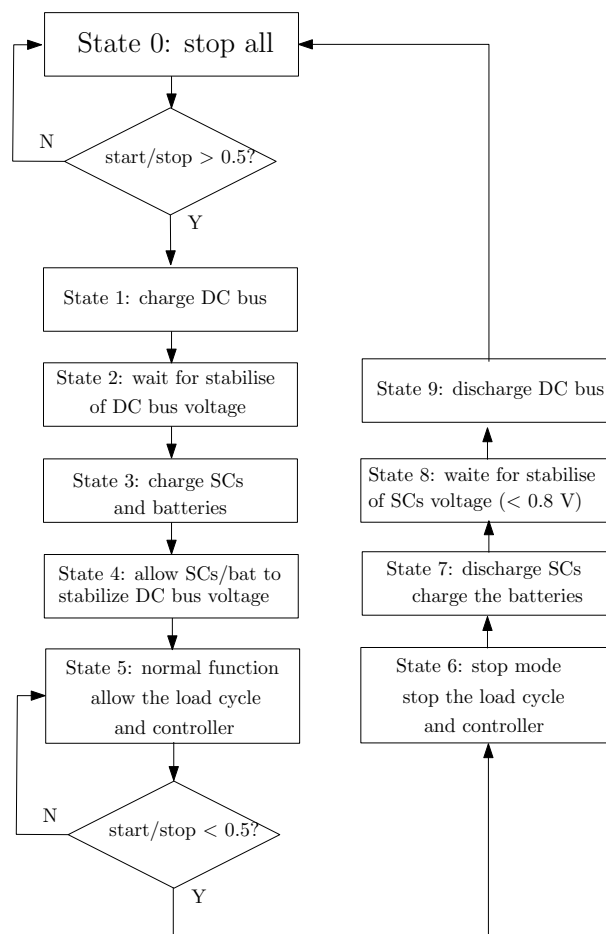 State 0: stop all
N
start/stop > 0.5?
Y
State 1: charge DC bus
State 2: wait for stabilise
of DC bus voltage
State 3: charge SCs
and batteries
State 4: allow SCs/bat to
stabilize DC bus voltage
State 5: normal function
allow the load cycle
and controller
N
start/stop < 0.5?
Y
State 9: discharge DC bus
State 8: waite for stabilise
of SCs voltage (< 0.8 V)
State 7: discharge SCs
charge the batteries
State 6: stop mode
stop the load cycle
and controller